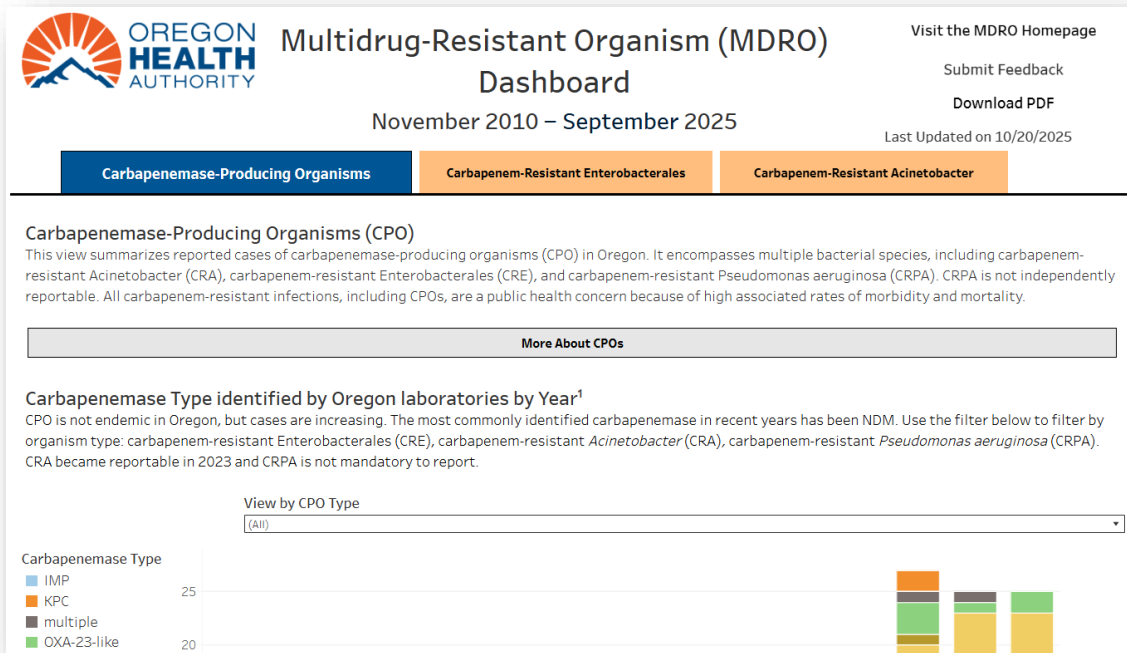 OREGON
HEALTH
AUTHORITY
Multidrug-Resistant Organism (MDRO)
Dashboard
November 2010 – September 2025
Visit the MDRO Homepage
Submit Feedback
Download PDF
Last Updated on 10/20/2025
Carbapenemase-Producing Organisms
Carbapenem-Resistant Enterobacterales
Carbapenem-Resistant Acinetobacter
Carbapenemase-Producing Organisms (CPO)
This view summarizes reported cases of carbapenemase-producing organisms (CPO) in Oregon. It encompasses multiple bacterial species, including carbapenem-
resistant Acinetobacter (CRA), carbapenem-resistant Enterobacterales (CRE), and carbapenem-resistant Pseudomonas aeruginosa (CRPA). CRPA is not independently
reportable. All carbapenem-resistant infections, including CPOs, are a public health concern because of high associated rates of morbidity and mortality.
More About CPOs
Carbapenemase Type identified by Oregon laboratories by Year¹
CPO is not endemic in Oregon, but cases are increasing. The most commonly identified carbapenemase in recent years has been NDM. Use the filter below to filter by
organism type: carbapenem-resistant Enterobacterales (CRE), carbapenem-resistant Acinetobacter (CRA), carbapenem-resistant Pseudomonas aeruginosa (CRPA).
CRA became reportable in 2023 and CRPA is not mandatory to report.
View by CPO Type
(All)
Carbapenemase Type
IMP
KPC
multiple
OXA-23-like
25
20